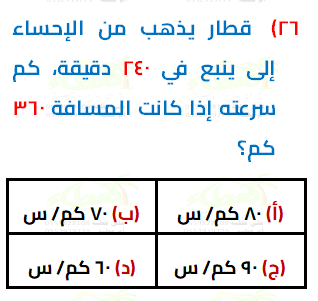 ٢٦) قطار يذهب من الإحساء
إلى ينبع في ٢٤٠ دقيقة، كم
سرعته إذا كانت المسافة ٣٦٠
كم؟
(أ) ٨٠ كم/ س
(ب) ٧٠ كم/ س
(ج) ٩٠ كم/ س
(د) ٦٠ كم/ س